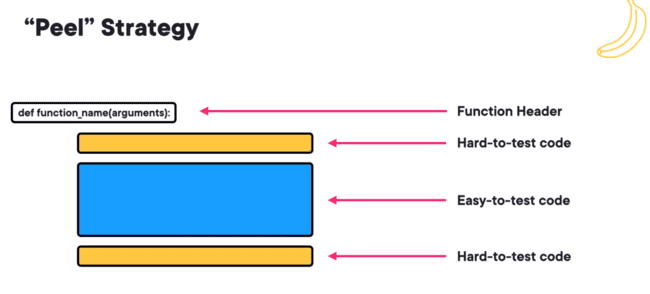 “Peel” Strategy
def function_name(arguments):
Function Header
Hard-to-test code
Easy-to-test code
Hard-to-test code